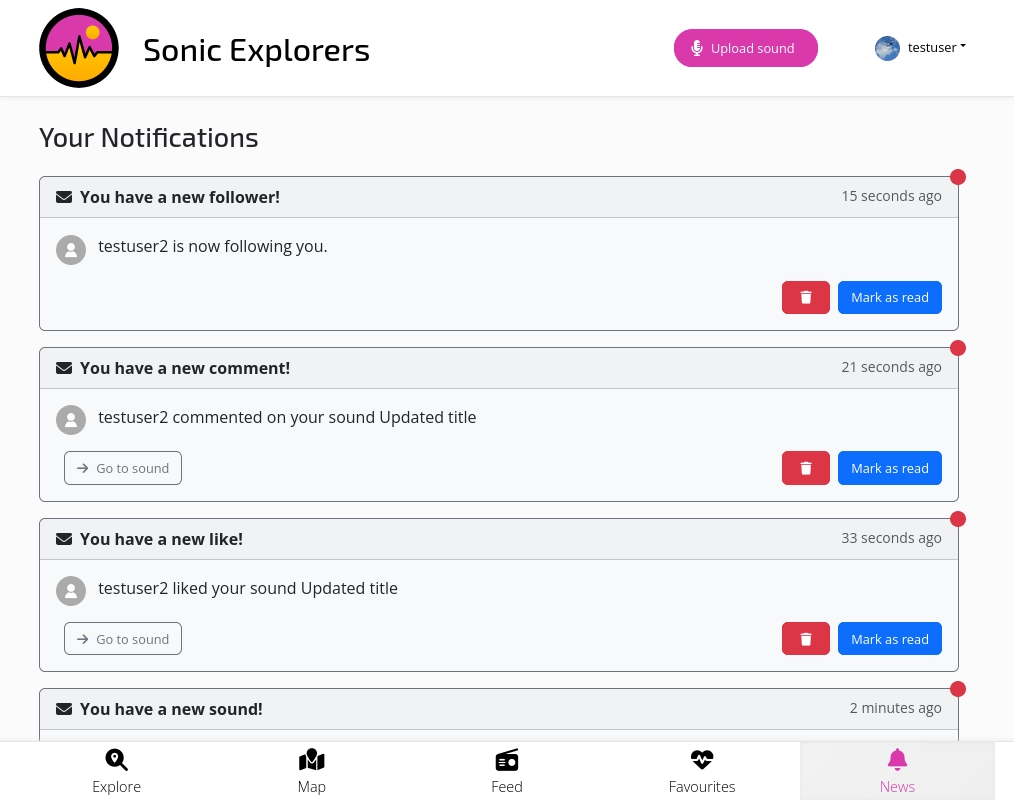 Sonic Explorers
Upload sound
testuser
Your Notifications
You have a new follower!
15 seconds ago
testuser2 is now following you.
Mark as read
You have a new comment!
21 seconds ago
testuser2 commented on your sound Updated title
Go to sound
Mark as read
You have a new like!
33 seconds ago
testuser2 liked your sound Updated title
Go to sound
Mark as read
You have a new sound!
2 minutes ago
Explore
Map
Feed
Favourites
News